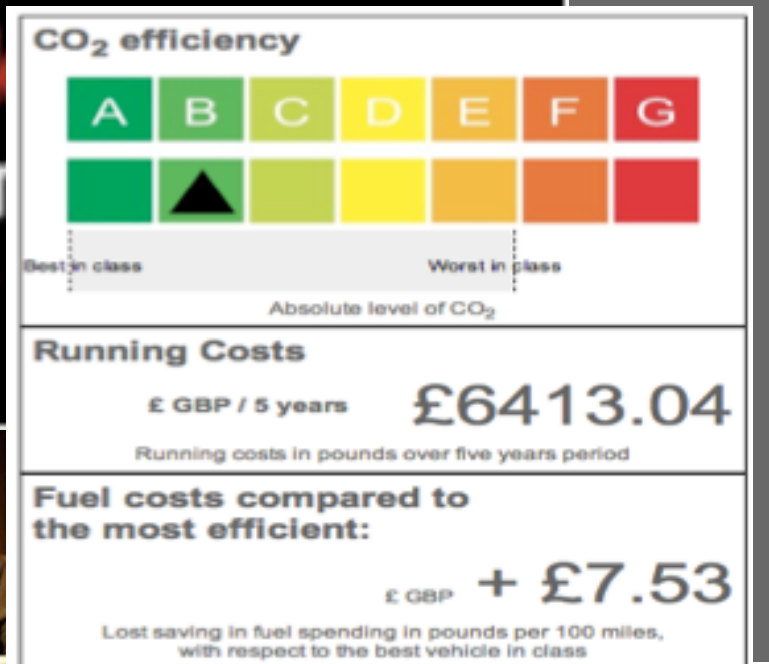 CO₂ efficiency
A B C D E F G
Best in class Worst in class
Absolute level of CO₂
Running Costs
£ GBP / 5 years £6413.04
Running costs in pounds over five years period
Fuel costs compared to
the most efficient:
£ GBP + £7.53
Lost saving in fuel spending in pounds per 100 miles,
with respect to the best vehicle in class